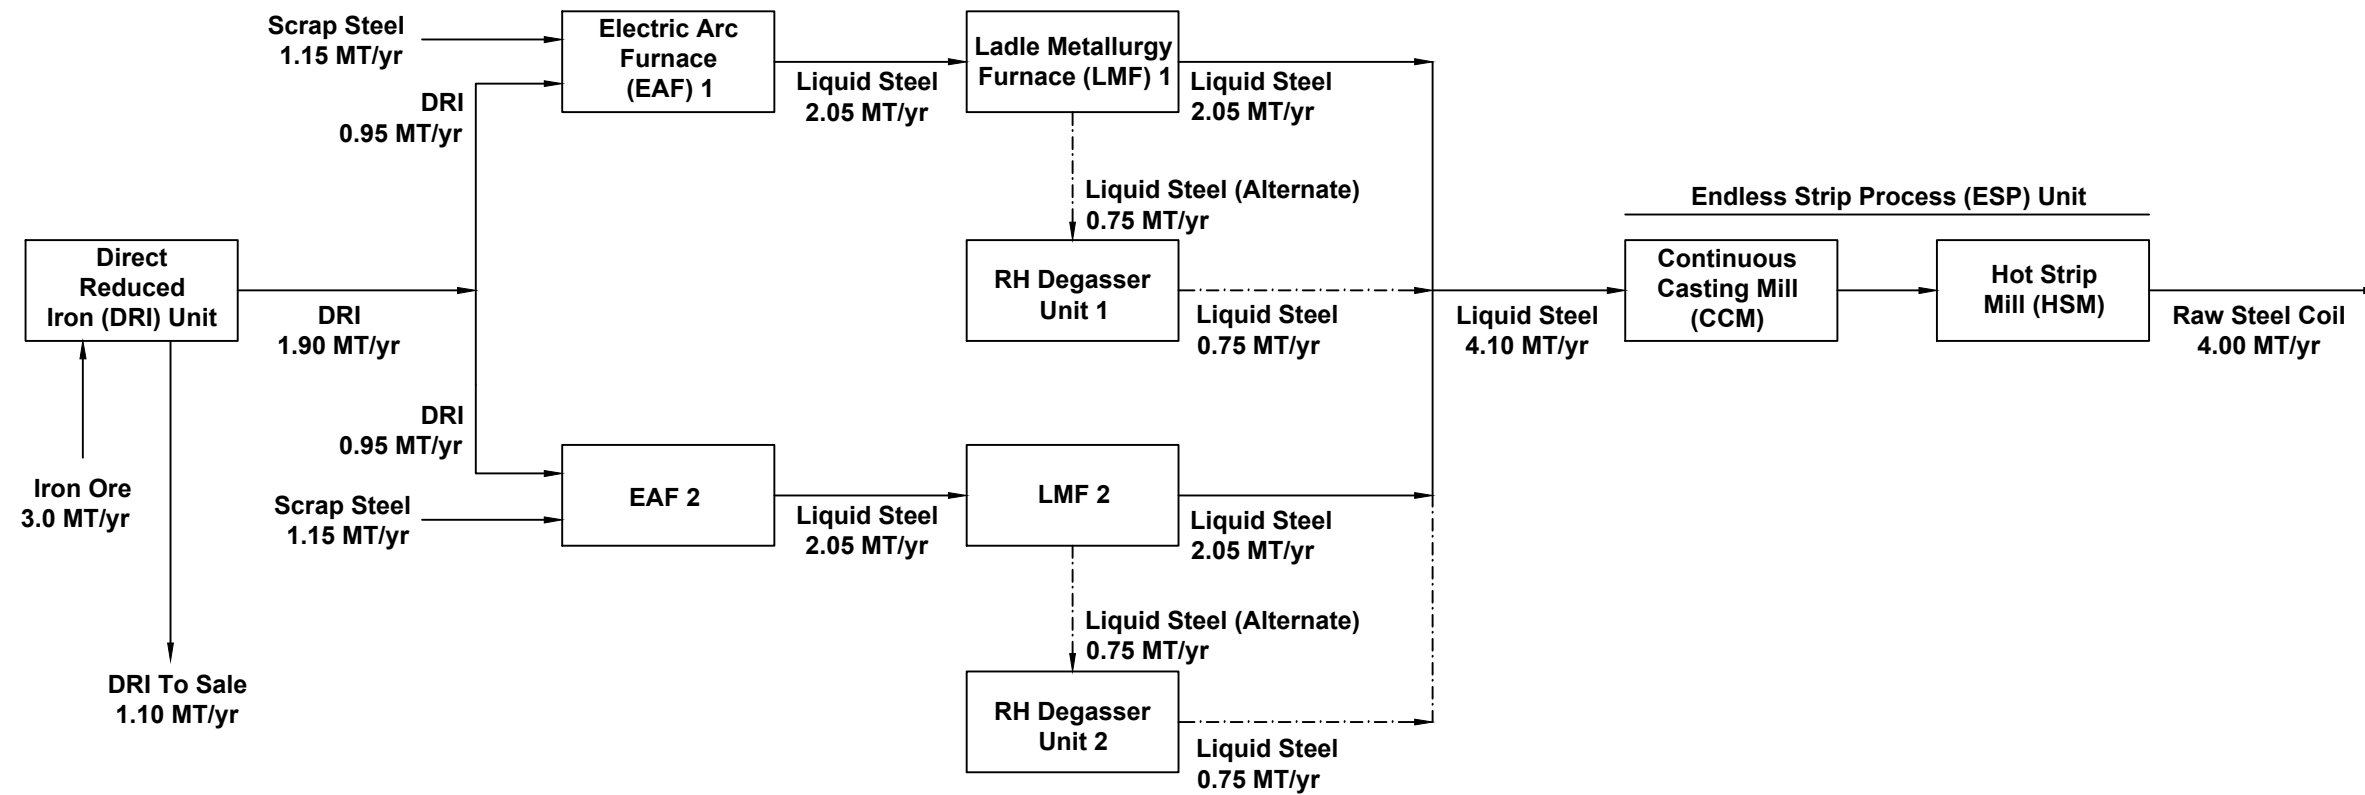 Scrap Steel
1.15 MT/yr
Electric Arc
Furnace
(EAF) 1
Ladle Metallurgy
Furnace (LMF) 1
Liquid Steel
2.05 MT/yr
Liquid Steel
2.05 MT/yr
DRI
0.95 MT/yr
Liquid Steel (Alternate)
0.75 MT/yr
Endless Strip Process (ESP) Unit
Direct
Reduced
Iron (DRI) Unit
DRI
1.90 MT/yr
RH Degasser
Unit 1
Liquid Steel
0.75 MT/yr
Liquid Steel
4.10 MT/yr
Continuous
Casting Mill
(CCM)
Hot Strip
Mill (HSM)
Raw Steel Coil
4.00 MT/yr
DRI
0.95 MT/yr
Iron Ore
3.0 MT/yr
Scrap Steel
1.15 MT/yr
EAF 2
Liquid Steel
2.05 MT/yr
LMF 2
Liquid Steel
2.05 MT/yr
Liquid Steel (Alternate)
0.75 MT/yr
DRI To Sale
1.10 MT/yr
RH Degasser
Unit 2
Liquid Steel
0.75 MT/yr